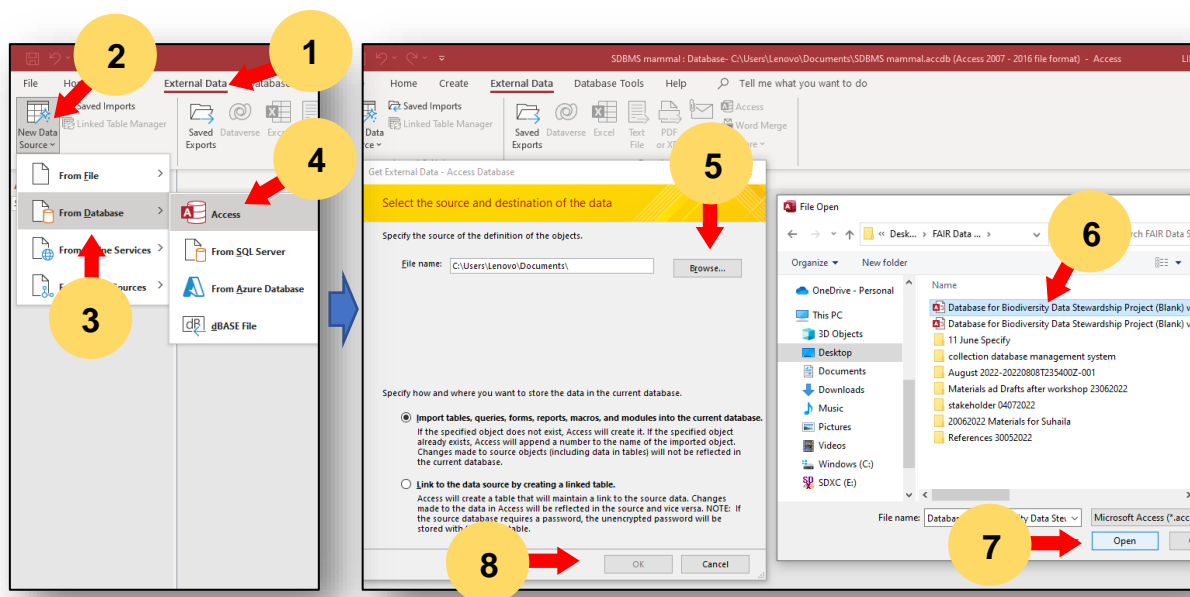 2
1
File
External Data
Saved Imports
Linked Table Manager
New Data
Source
Saved
Exports
Dataverse
4
From File
From Database
Access
From SQL Server
From Azure Database
dBASE File
3
SDBMS mammal : Database- C:\Users\Lenovo\Documents\SDBMS mammal.accdb (Access 2007 - 2016 file format) - Access
Home Create External Data Database Tools Help Tell me what you want to do
Saved Imports
Linked Table Manager
Data
Saved
Exports
Dataverse
Excel
Text
File
PDF
Access
Word Merge
Get External Data - Access Database
5
Select the source and destination of the data
Specify the source of the definition of the objects.
File name: C:\Users\Lenovo\Documents\ Browse...
Specify how and where you want to store the data in the current database.
Import tables, queries, forms, reports, macros, and modules into the current database.
If the specified object does not exist, Access will create it. If the specified object
already exists, Access will append a number to the name of the imported object.
Changes made to source objects (including data in tables) will not be reflected in
the current database.
Link to the data source by creating a linked table.
Access will create a table that will maintain a link to the source data. Changes
made to the data in Access will be reflected in the source and vice versa. NOTE: If
the source database requires a password, the unencrypted password will be
stored with table.
8
OK Cancel
File Open
« Desk... › FAIR Data ... ›
6
FAIR Data S
Organize New folder
Name
OneDrive - Personal
This PC
3D Objects
Desktop
Documents
Downloads
Music
Pictures
Videos
Windows (C:)
SDXC (E:)
Database for Biodiversity Data Stewardship Project (Blank) v
Database for Biodiversity Data Stewardship Project (Blank) v
11 June Specify
collection database management system
August 2022-20220808T235400Z-001
Materials ad Drafts after workshop 23062022
stakeholder 04072022
20062022 Materials for Suhaila
References 30052022
File name: Microsoft Access (*.acc
7
Open